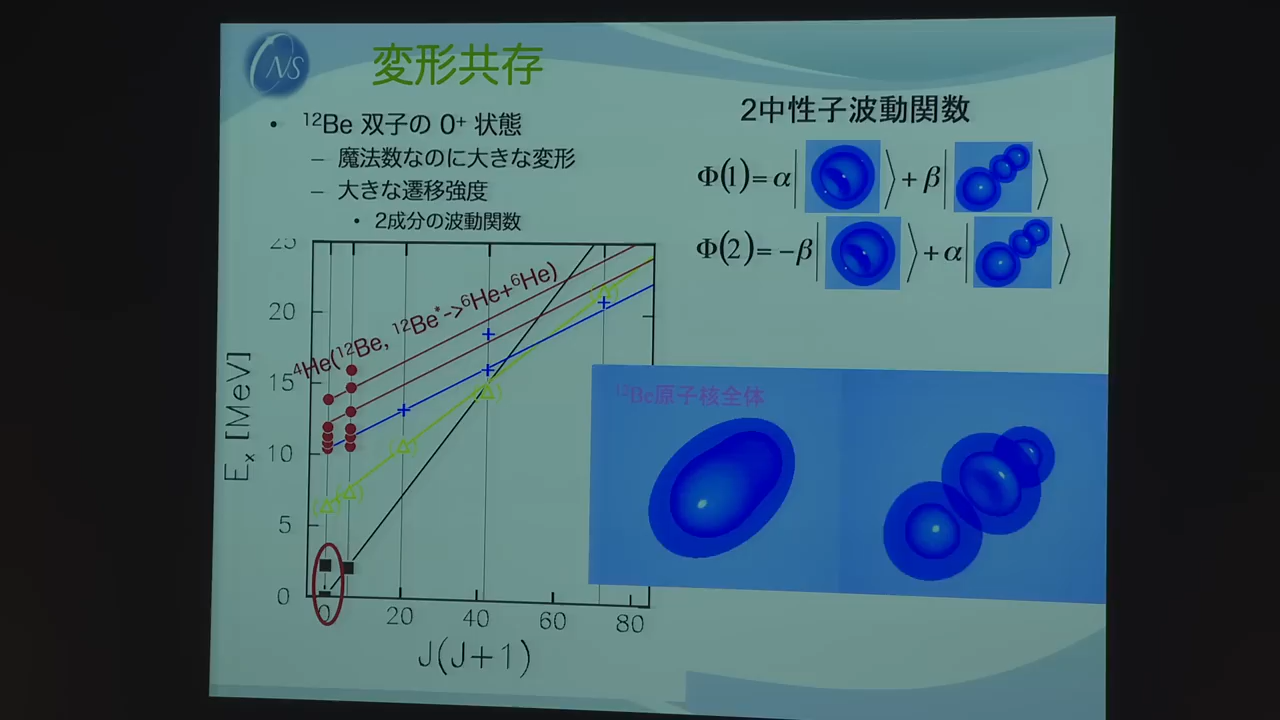 CNS
変形共存
• ¹²Be 双子の 0⁺ 状態
– 魔法数なのに大きな変形
– 大きな遷移強度
• 2成分の波動関数
2中性子波動関数
Φ(1)= α| ⟩ + β| ⟩
Φ(2)= −β| ⟩ + α| ⟩
25
20
15
10
5
0
Eₓ [MeV]
⁴He(¹²Be, ¹²Be*->⁶He+⁶He)
0 20 40 60 80
J(J+1)
¹²Be原子核全体